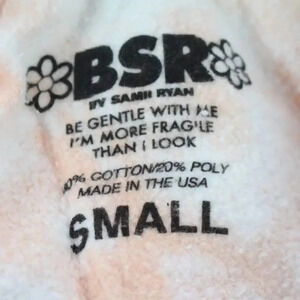 BSR
BY SAMII RYAN
BE GENTLE WITH ME
I'M MORE FRAGILE
THAN I LOOK
80% COTTON/20% POLY
MADE IN THE USA
SMALL